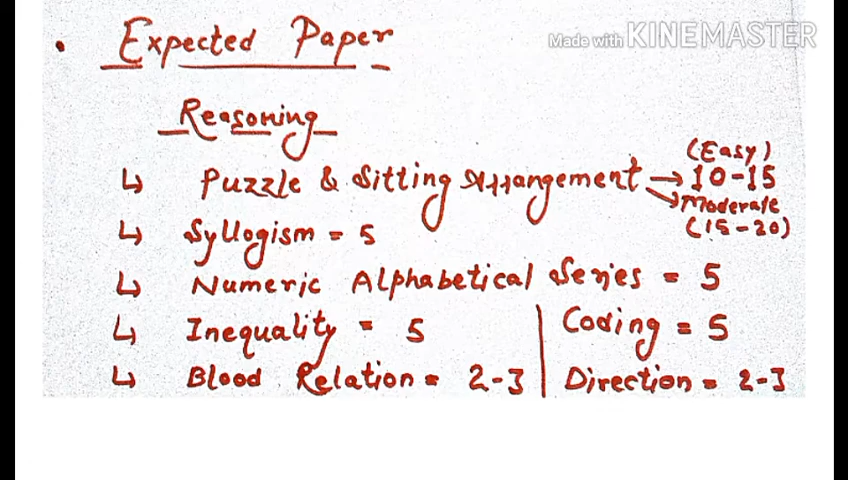 Made with KINEMASTER
• Expected Paper
Reasoning
↳ Puzzle & Sitting Arrangement → 10-15 (Easy)
↘ Moderate (15-20)
↳ Syllogism = 5
↳ Numeric Alphabetical Series = 5
↳ Inequality = 5 | Coding = 5
↳ Blood Relation = 2-3 | Direction = 2-3